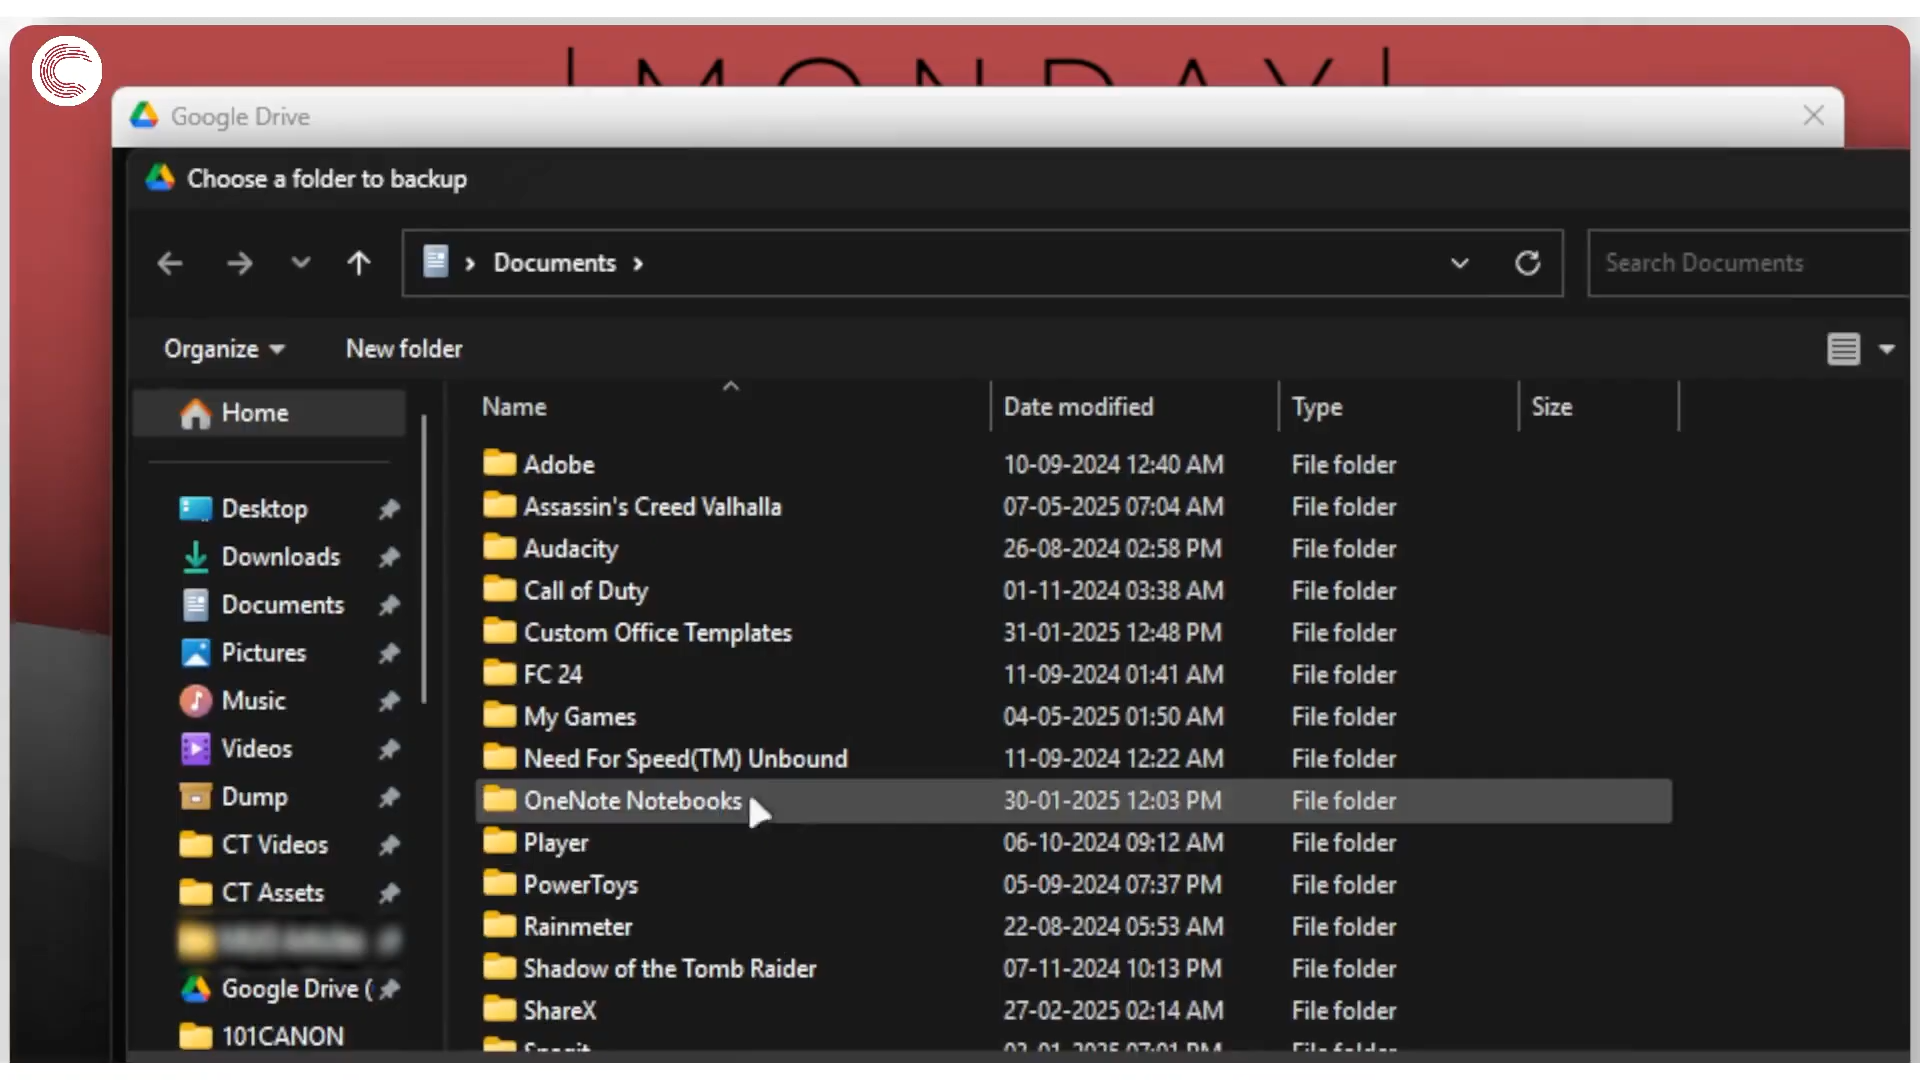 MONDAY
Google Drive
Choose a folder to backup
Documents
Search Documents
Organize
New folder
Name
Date modified
Type
Size
Home
Desktop
Downloads
Documents
Pictures
Music
Videos
Dump
CT Videos
CT Assets
Google Drive (
101CANON
Adobe 10-09-2024 12:40 AM File folder
Assassin's Creed Valhalla 07-05-2025 07:04 AM File folder
Audacity 26-08-2024 02:58 PM File folder
Call of Duty 01-11-2024 03:38 AM File folder
Custom Office Templates 31-01-2025 12:48 PM File folder
FC 24 11-09-2024 01:41 AM File folder
My Games 04-05-2025 01:50 AM File folder
Need For Speed(TM) Unbound 11-09-2024 12:22 AM File folder
OneNote Notebooks 30-01-2025 12:03 PM File folder
Player 06-10-2024 09:12 AM File folder
PowerToys 05-09-2024 07:37 PM File folder
Rainmeter 22-08-2024 05:53 AM File folder
Shadow of the Tomb Raider 07-11-2024 10:13 PM File folder
ShareX 27-02-2025 02:14 AM File folder
File folder